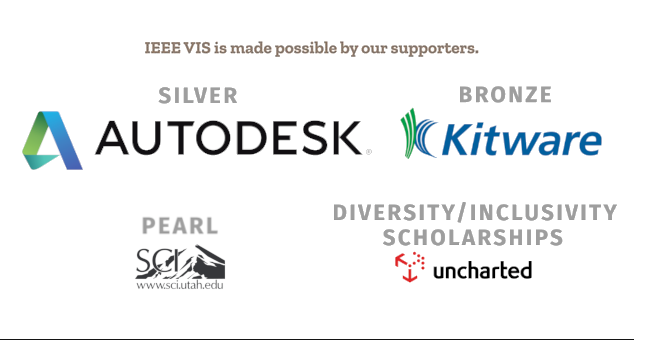 IEEE VIS is made possible by our supporters.
SILVER
AUTODESK®
BRONZE
Kitware
PEARL
SCI
www.sci.utah.edu
DIVERSITY/INCLUSIVITY
SCHOLARSHIPS
uncharted